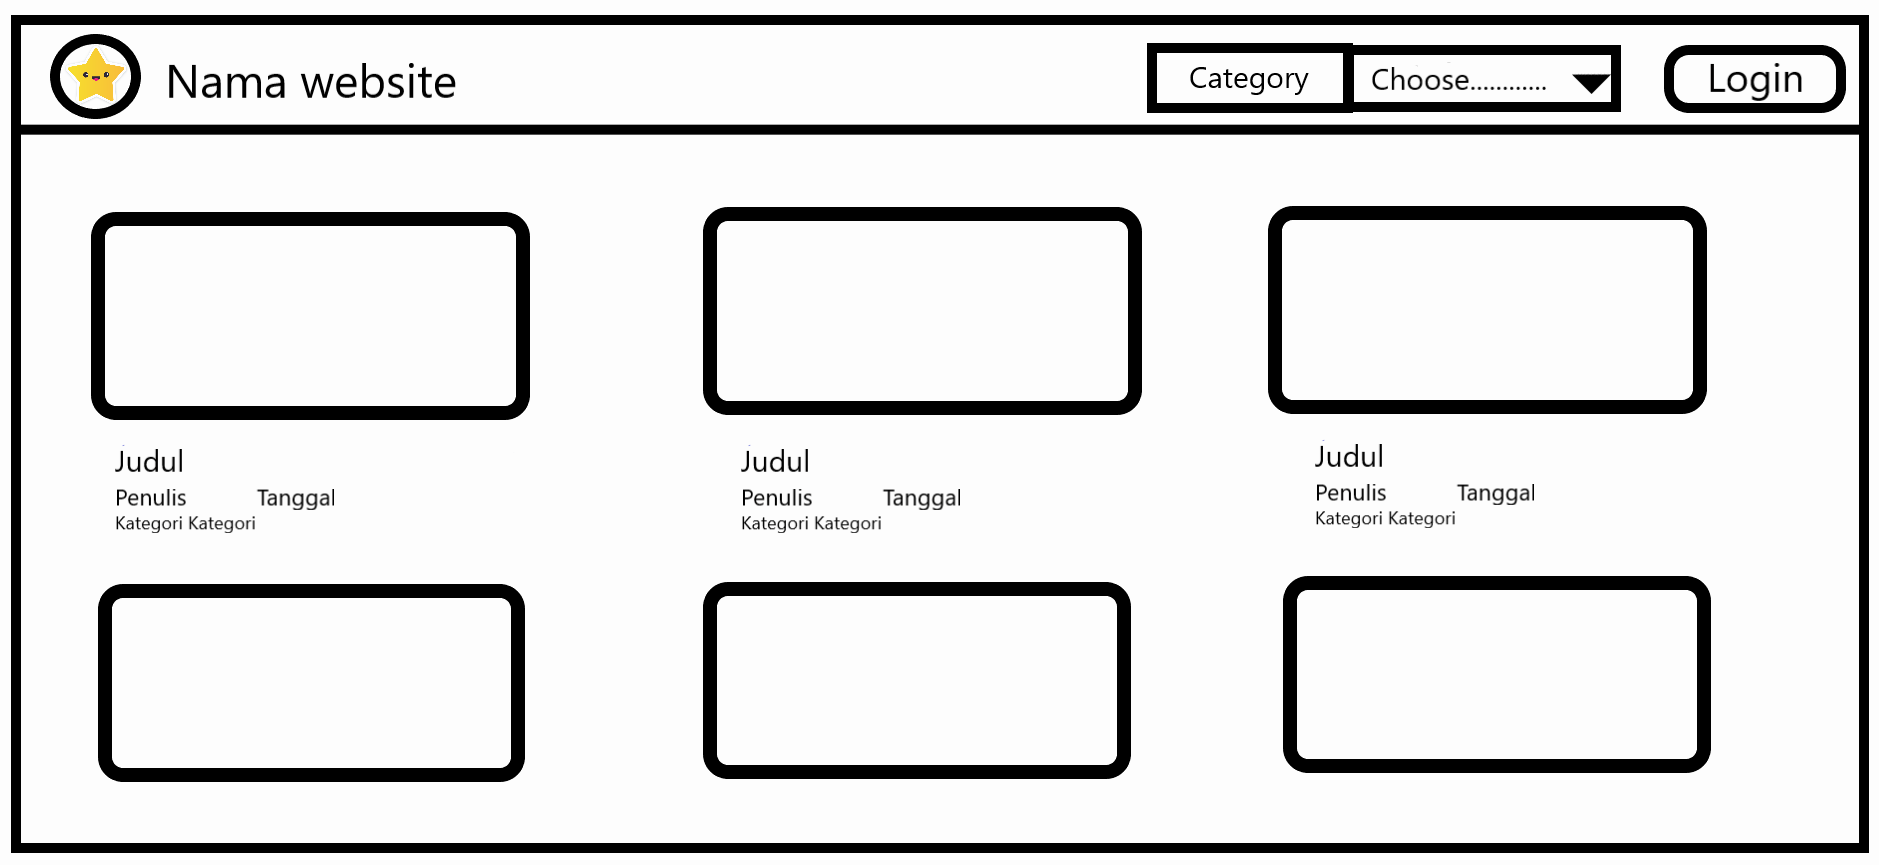 Nama website
Category
Choose............
Login
Judul
Penulis Tanggal
Kategori Kategori
Judul
Penulis Tanggal
Kategori Kategori
Judul
Penulis Tanggal
Kategori Kategori